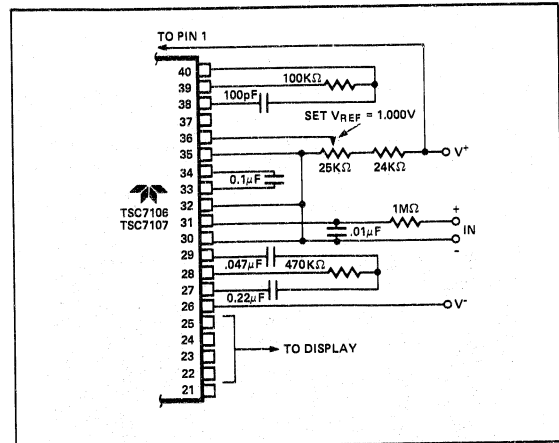 TO PIN 1
40
39
38
37
36
35
34
33
32
31
30
29
28
27
26
25
24
23
22
21
100KΩ
100pF
SET VREF = 1.000V
25KΩ
24KΩ
V+
0.1μF
TSC7106
TSC7107
1MΩ
+
IN
-
.01μF
.047μF
470KΩ
0.22μF
V-
TO DISPLAY